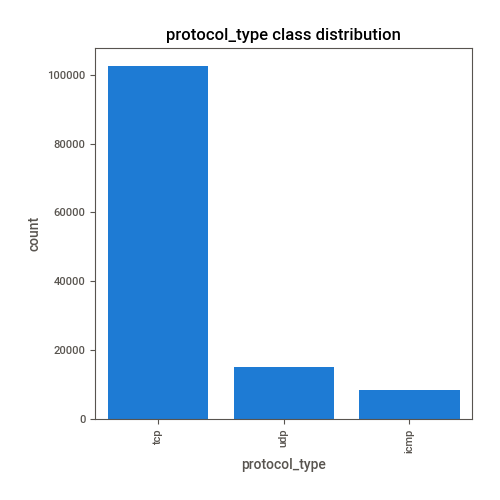 protocol_type class distribution
count
100000
80000
60000
40000
20000
0
tcp
udp
icmp
protocol_type